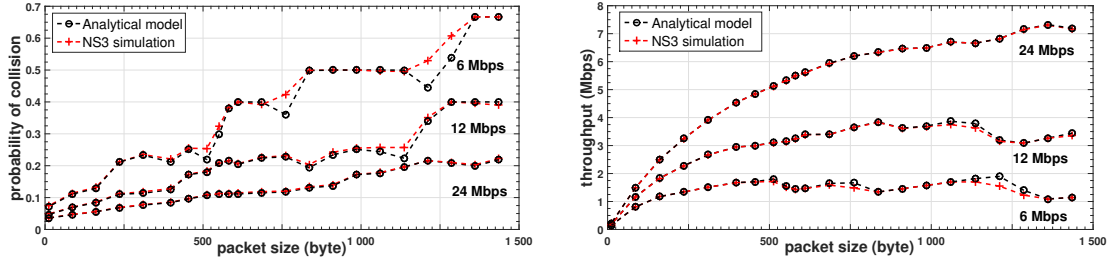 probability of collision
0.7
0.6
0.5
0.4
0.3
0.2
0.1
0
Analytical model
NS3 simulation
6 Mbps
12 Mbps
24 Mbps
0 500 1 000 1 500
packet size (byte)
throughput (Mbps)
8
7
6
5
4
3
2
1
0
Analytical model
NS3 simulation
24 Mbps
12 Mbps
6 Mbps
0 500 1 000 1 500
packet size (byte)